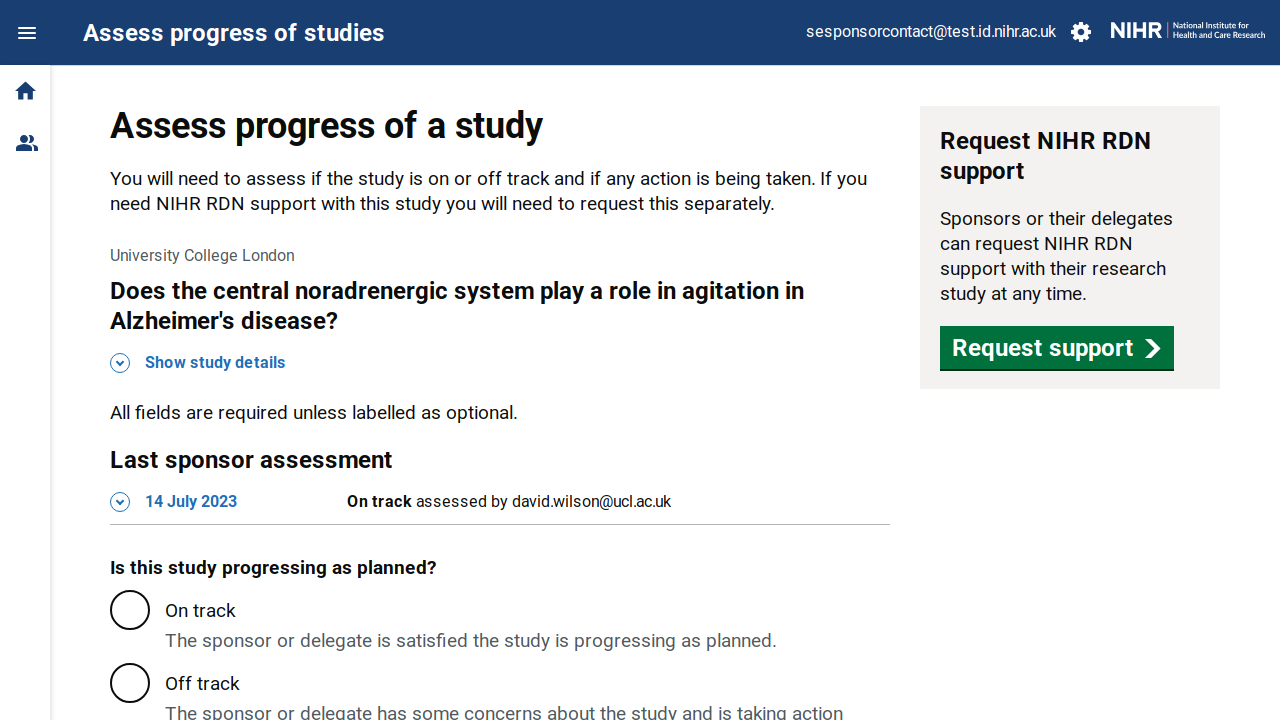 Assess progress of studies
sesponsorcontact@test.id.nihr.ac.uk
NIHR
National Institute for
Health and Care Research
Assess progress of a study
You will need to assess if the study is on or off track and if any action is being taken. If you
need NIHR RDN support with this study you will need to request this separately.
University College London
Does the central noradrenergic system play a role in agitation in
Alzheimer's disease?
Show study details
All fields are required unless labelled as optional.
Last sponsor assessment
14 July 2023 On track assessed by david.wilson@ucl.ac.uk
Is this study progressing as planned?
On track
The sponsor or delegate is satisfied the study is progressing as planned.
Off track
The sponsor or delegate has some concerns about the study and is taking action
Request NIHR RDN
support
Sponsors or their delegates
can request NIHR RDN
support with their research
study at any time.
Request support